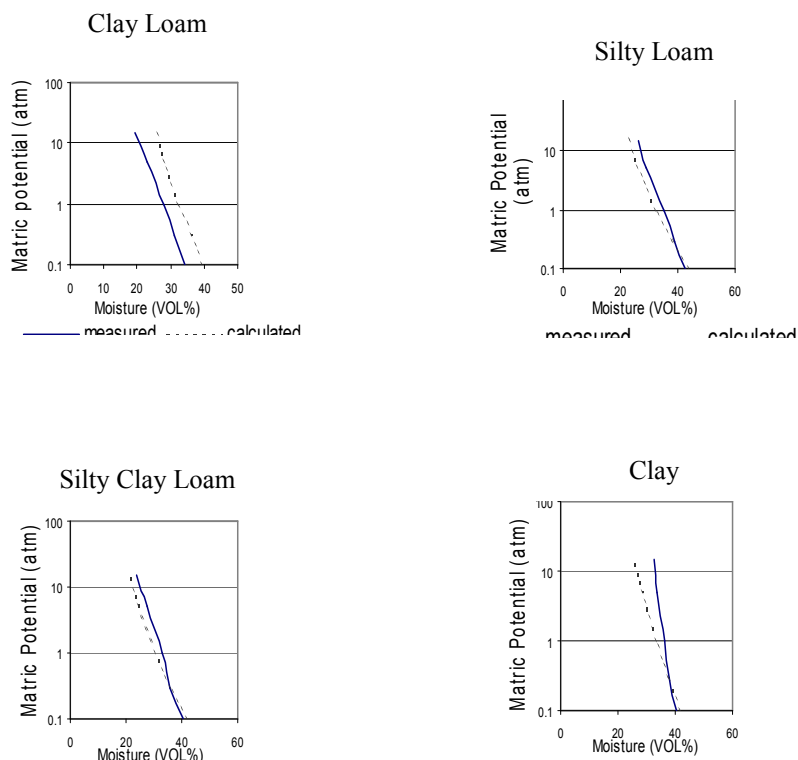 Clay Loam
Matric potential (atm)
100
10
1
0.1
0 10 20 30 40 50
Moisture (VOL%)
measured calculated
Silty Loam
Matric Potential
(atm)
10
1
0.1
0 20 40 60
Moisture (VOL%)
measured calculated
Silty Clay Loam
Matric Potential (atm)
100
10
1
0.1
0 20 40 60
Moisture (VOL%)
Clay
Matric Potential (atm)
100
10
1
0.1
0 20 40 60
Moisture (VOL%)